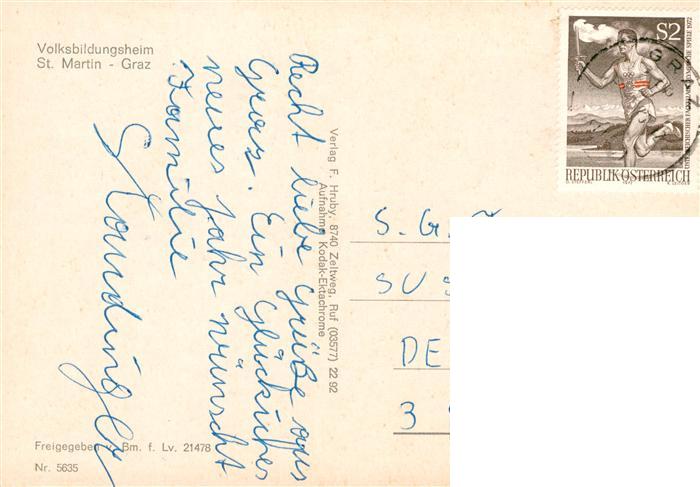 Volksbildungsheim
St. Martin - Graz
Recht liebe Grüße aus
Graz. Ein Glückliches
neues Jahr wünscht
Familie
Verlag F. Hruby, 8740 Zeltweg, Ruf (03577) 22 92
Aufnahme Kodak-Ektachrome
Freigegeben v. Bm. f. Lv. 21478
Nr. 5635
S2
REPUBLIK ÖSTERREICH
GRA
S. G.
SU
DE
3